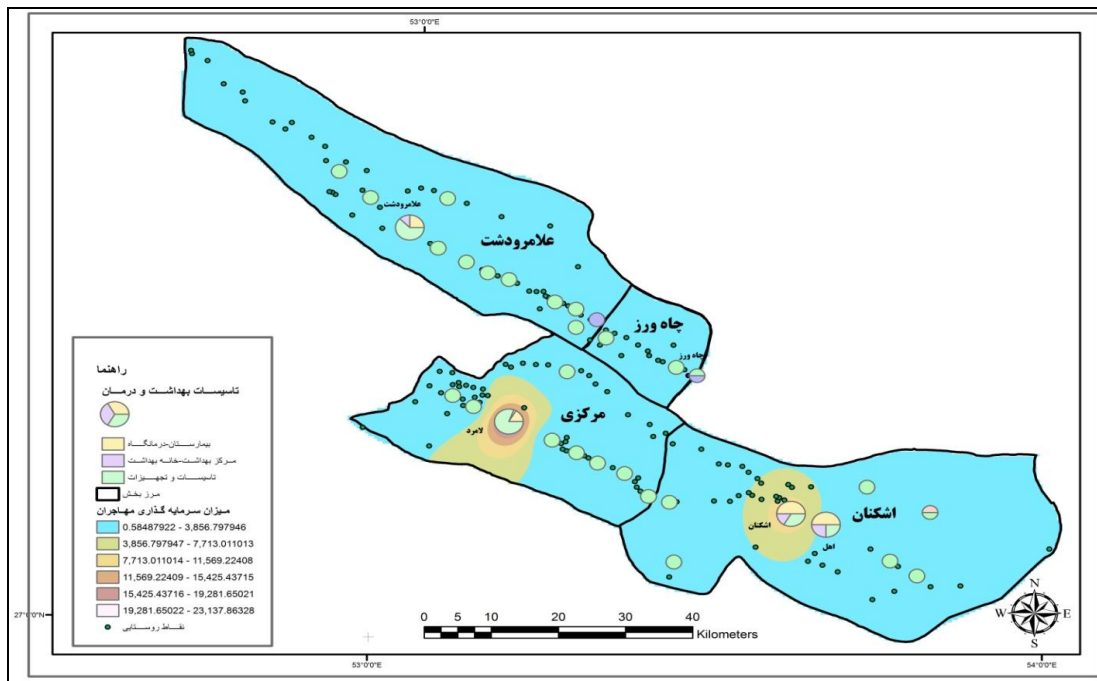 53°0'0"E
علامرودشت
علامرودشت
چاه ورز
چاه ورز
مرکزی
لامرد
اشکنان
اشکنان
اهل
راهنما
تاسیسات بهداشت و درمان
بیمارستان-درمانگاه
مرکز بهداشت-خانه بهداشت
تاسیسات و تجهیزات
مرز بخش
میزان سرمایه گذاری مهاجران
0.58487922 - 3,856.797946
3,856.797947 - 7,713.011013
7,713.011014 - 11,569.22408
11,569.22409 - 15,425.43715
15,425.43716 - 19,281.65021
19,281.65022 - 23,137.86328
نقاط روستایی
27°0'0"N
0 5 10 20 30 40
Kilometers
N
W E
S
53°0'0"E
54°0'0"E